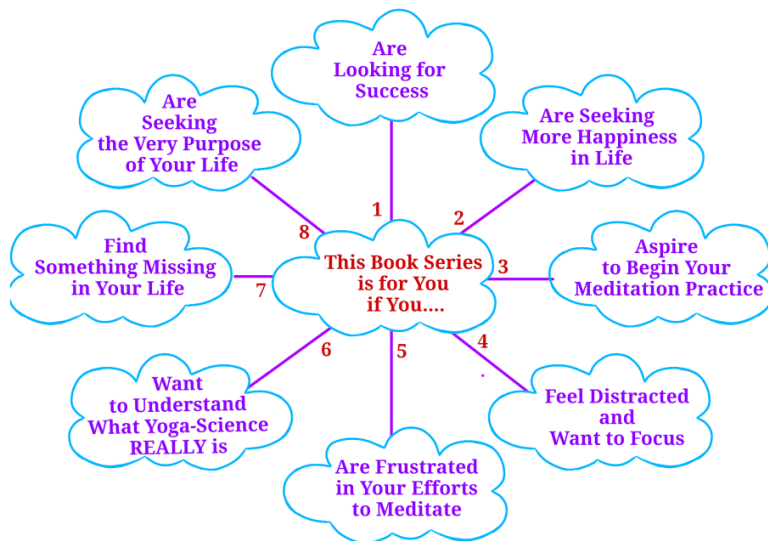 This Book Series
is for You
if You....
1
Are
Looking for
Success
2
Are Seeking
More Happiness
in Life
3
Aspire
to Begin Your
Meditation Practice
4
Feel Distracted
and
Want to Focus
5
Are Frustrated
in Your Efforts
to Meditate
6
Want
to Understand
What Yoga-Science
REALLY is
7
Find
Something Missing
in Your Life
8
Are
Seeking
the Very Purpose
of Your Life